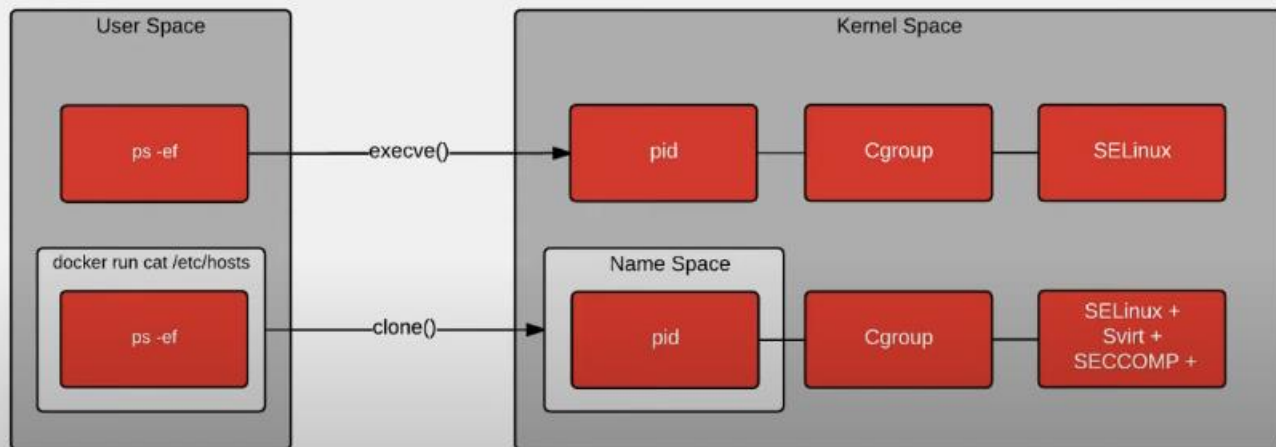 User Space
Kernel Space
ps -ef
execve()
pid
Cgroup
SELinux
docker run cat /etc/hosts
ps -ef
clone()
Name Space
pid
Cgroup
SELinux +
Svirt +
SECCOMP +